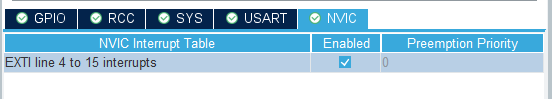 GPIO RCC SYS USART NVIC
NVIC Interrupt Table Enabled Preemption Priority
EXTI line 4 to 15 interrupts 0